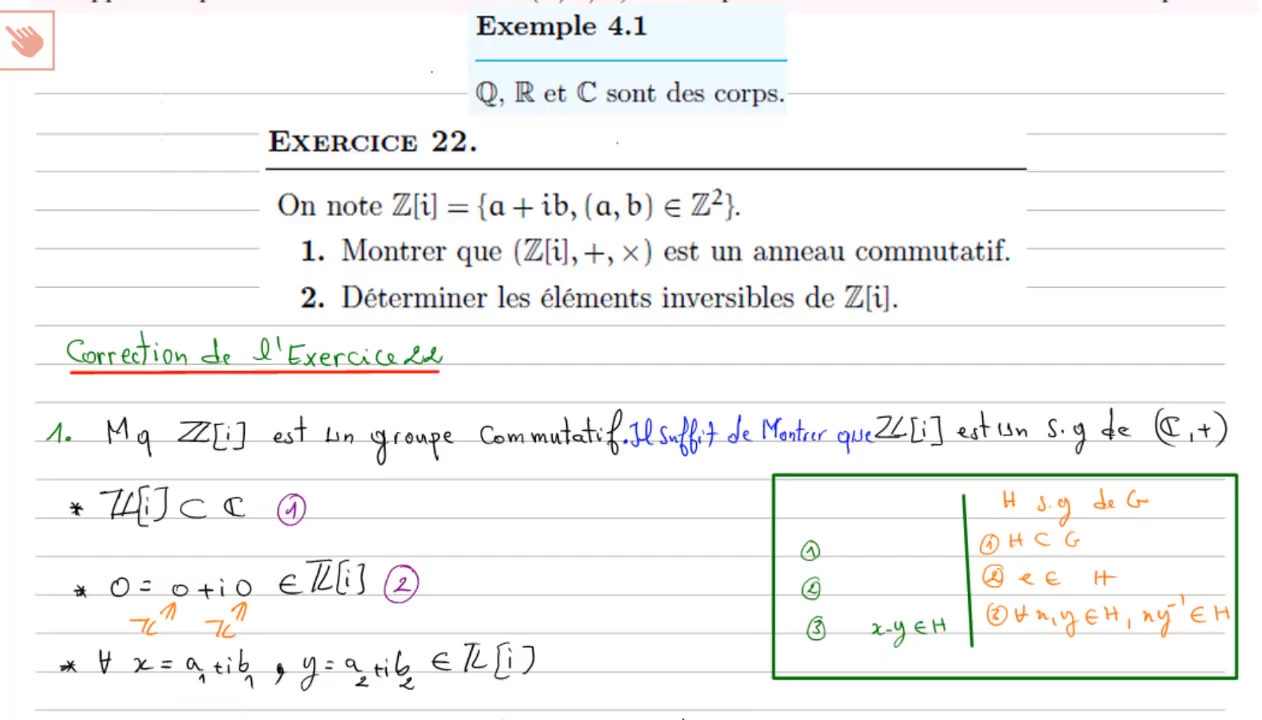 Exemple 4.1
ℚ, ℝ et ℂ sont des corps.
EXERCICE 22.
On note ℤ[i] = {a + ib, (a, b) ∈ ℤ²}.
1. Montrer que (ℤ[i], +, ×) est un anneau commutatif.
2. Déterminer les éléments inversibles de ℤ[i].
Correction de l'Exercice 22
1. Mq ℤ[i] est un groupe Commutatif. Il suffit de Montrer que ℤ[i] est un s.g de (ℂ,+)
* ℤ[i] ⊂ ℂ ①
* 0 = 0 + i 0 ∈ ℤ[i] ②
ℤ ℤ
* ∀ x = a₁+ib₁ , y = a₂+ib₂ ∈ ℤ[i]
H s.g de G
① ① H ⊂ G
② ② e ∈ H
③ x-y ∈ H ③ ∀ x, y ∈ H, xy⁻¹ ∈ H